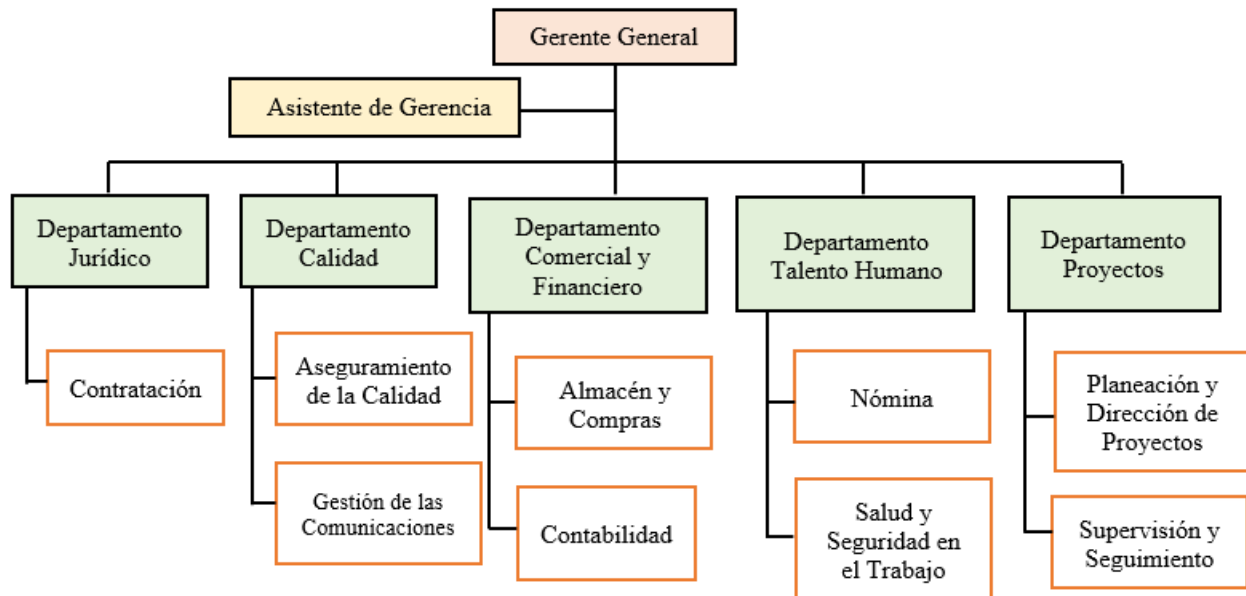 Gerente General
Asistente de Gerencia
Departamento
Jurídico
Departamento
Calidad
Departamento
Comercial y
Financiero
Departamento
Talento Humano
Departamento
Proyectos
Contratación
Aseguramiento
de la Calidad
Gestión de las
Comunicaciones
Almacén y
Compras
Contabilidad
Nómina
Salud y
Seguridad en
el Trabajo
Planeación y
Dirección de
Proyectos
Supervisión y
Seguimiento